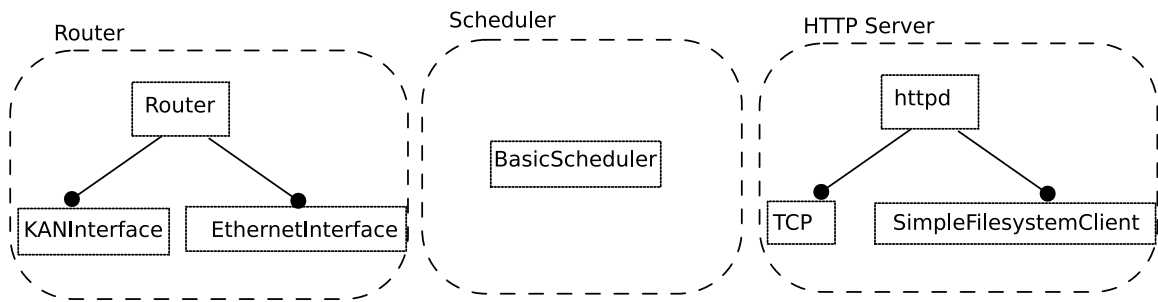 Router
Scheduler
HTTP Server
Router
httpd
BasicScheduler
KANInterface
EthernetInterface
TCP
SimpleFilesystemClient